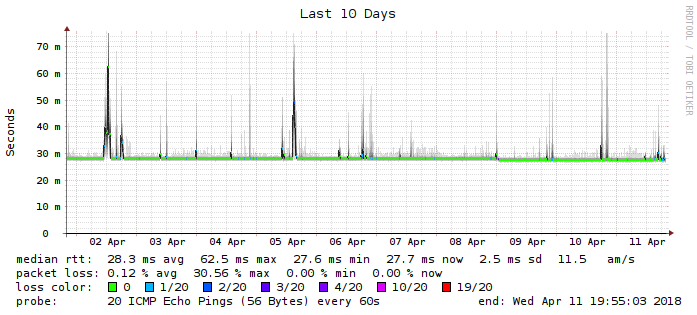 Last 10 Days
RRDTOOL / TOBI OETIKER
Seconds
70 m
60 m
50 m
40 m
30 m
20 m
10 m
0
02 Apr 03 Apr 04 Apr 05 Apr 06 Apr 07 Apr 08 Apr 09 Apr 10 Apr 11 Apr
median rtt: 28.3 ms avg 62.5 ms max 27.6 ms min 27.7 ms now 2.5 ms sd 11.5 am/s
packet loss: 0.12 % avg 30.56 % max 0.00 % min 0.00 % now
loss color: 0 1/20 2/20 3/20 4/20 10/20 19/20
probe: 20 ICMP Echo Pings (56 Bytes) every 60s end: Wed Apr 11 19:55:03 2018